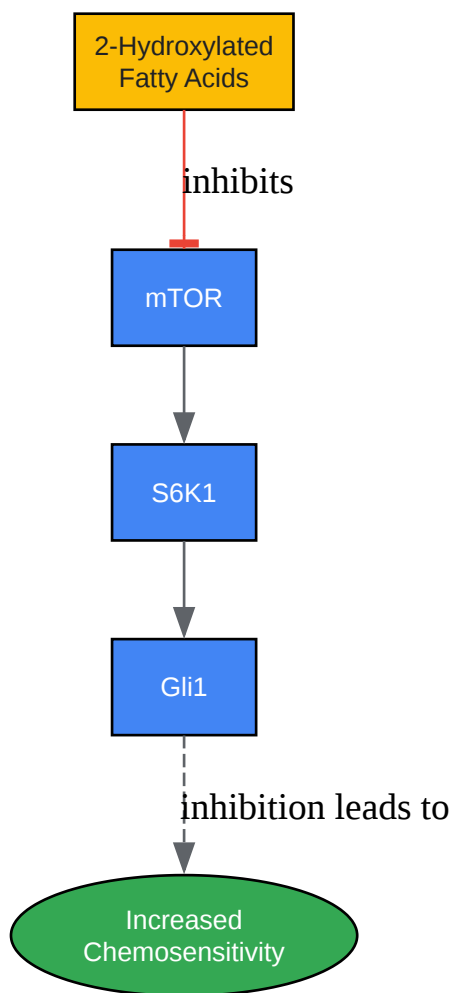 2-Hydroxylated
Fatty Acids
inhibits
mTOR
S6K1
Gli1
inhibition leads to
Increased
Chemosensitivity